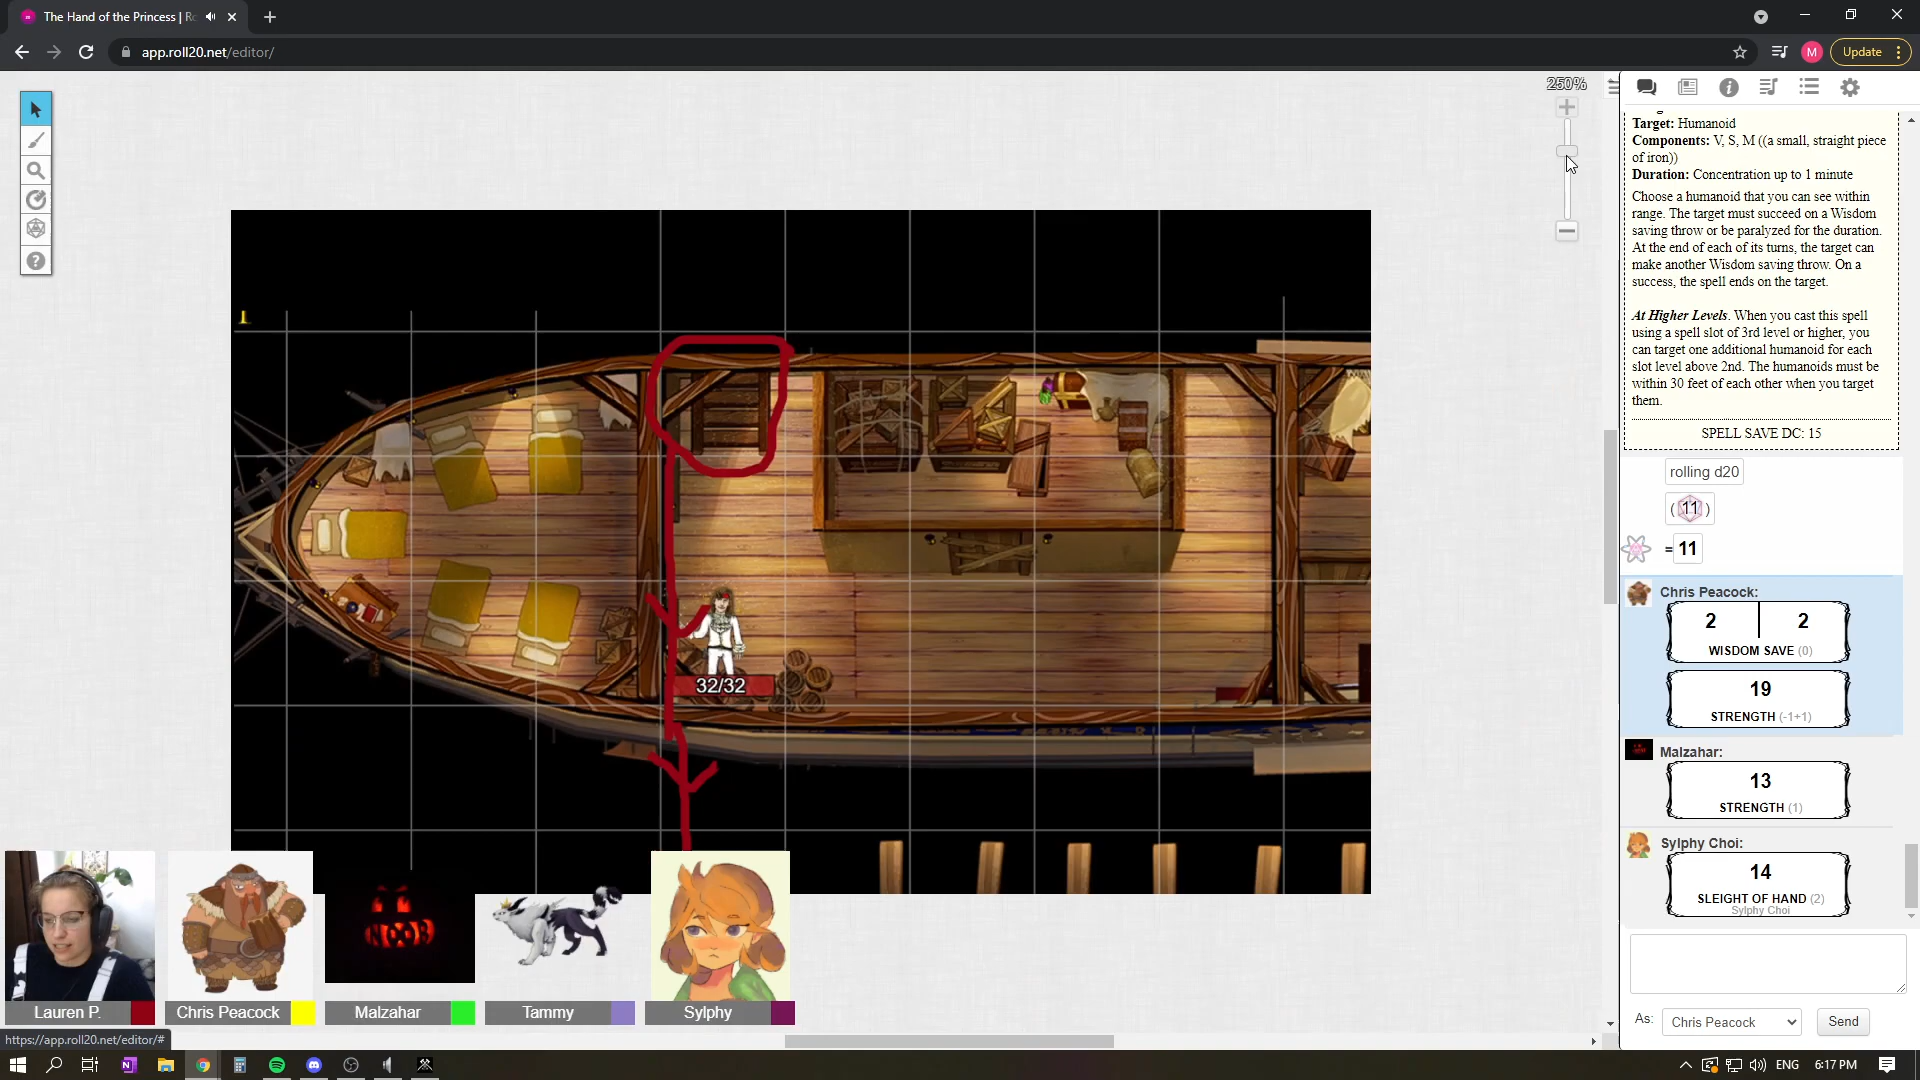 The Hand of the Princess | Ro
app.roll20.net/editor/
M
Update
250%
Target: Humanoid
Components: V, S, M ((a small, straight piece
of iron))
Duration: Concentration up to 1 minute
Choose a humanoid that you can see within
range. The target must succeed on a Wisdom
saving throw or be paralyzed for the duration.
At the end of each of its turns, the target can
make another Wisdom saving throw. On a
success, the spell ends on the target.
At Higher Levels. When you cast this spell
using a spell slot of 3rd level or higher, you
can target one additional humanoid for each
slot level above 2nd. The humanoids must be
within 30 feet of each other when you target
them.
SPELL SAVE DC: 15
rolling d20
(11)
=11
Chris Peacock:
2 2
WISDOM SAVE (0)
19
STRENGTH (-1+1)
Malzahar:
13
STRENGTH (1)
Sylphy Choi:
14
SLEIGHT OF HAND (2)
Sylphy Choi
As: Chris Peacock
Send
32/32
NOOB
Lauren P.
Chris Peacock
Malzahar
Tammy
Sylphy
https://app.roll20.net/editor/#
ENG
6:17 PM